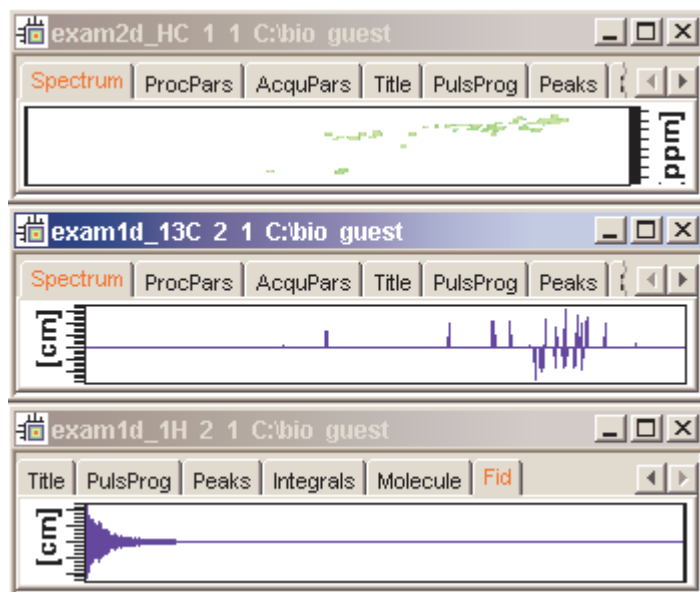 exam2d_HC 1 1 C:\bio guest
Spectrum ProcPars AcquPars Title PulsProg Peaks
ppm]
exam1d_13C 2 1 C:\bio guest
Spectrum ProcPars AcquPars Title PulsProg Peaks
[cm]
exam1d_1H 2 1 C:\bio guest
Title PulsProg Peaks Integrals Molecule Fid
[cm]